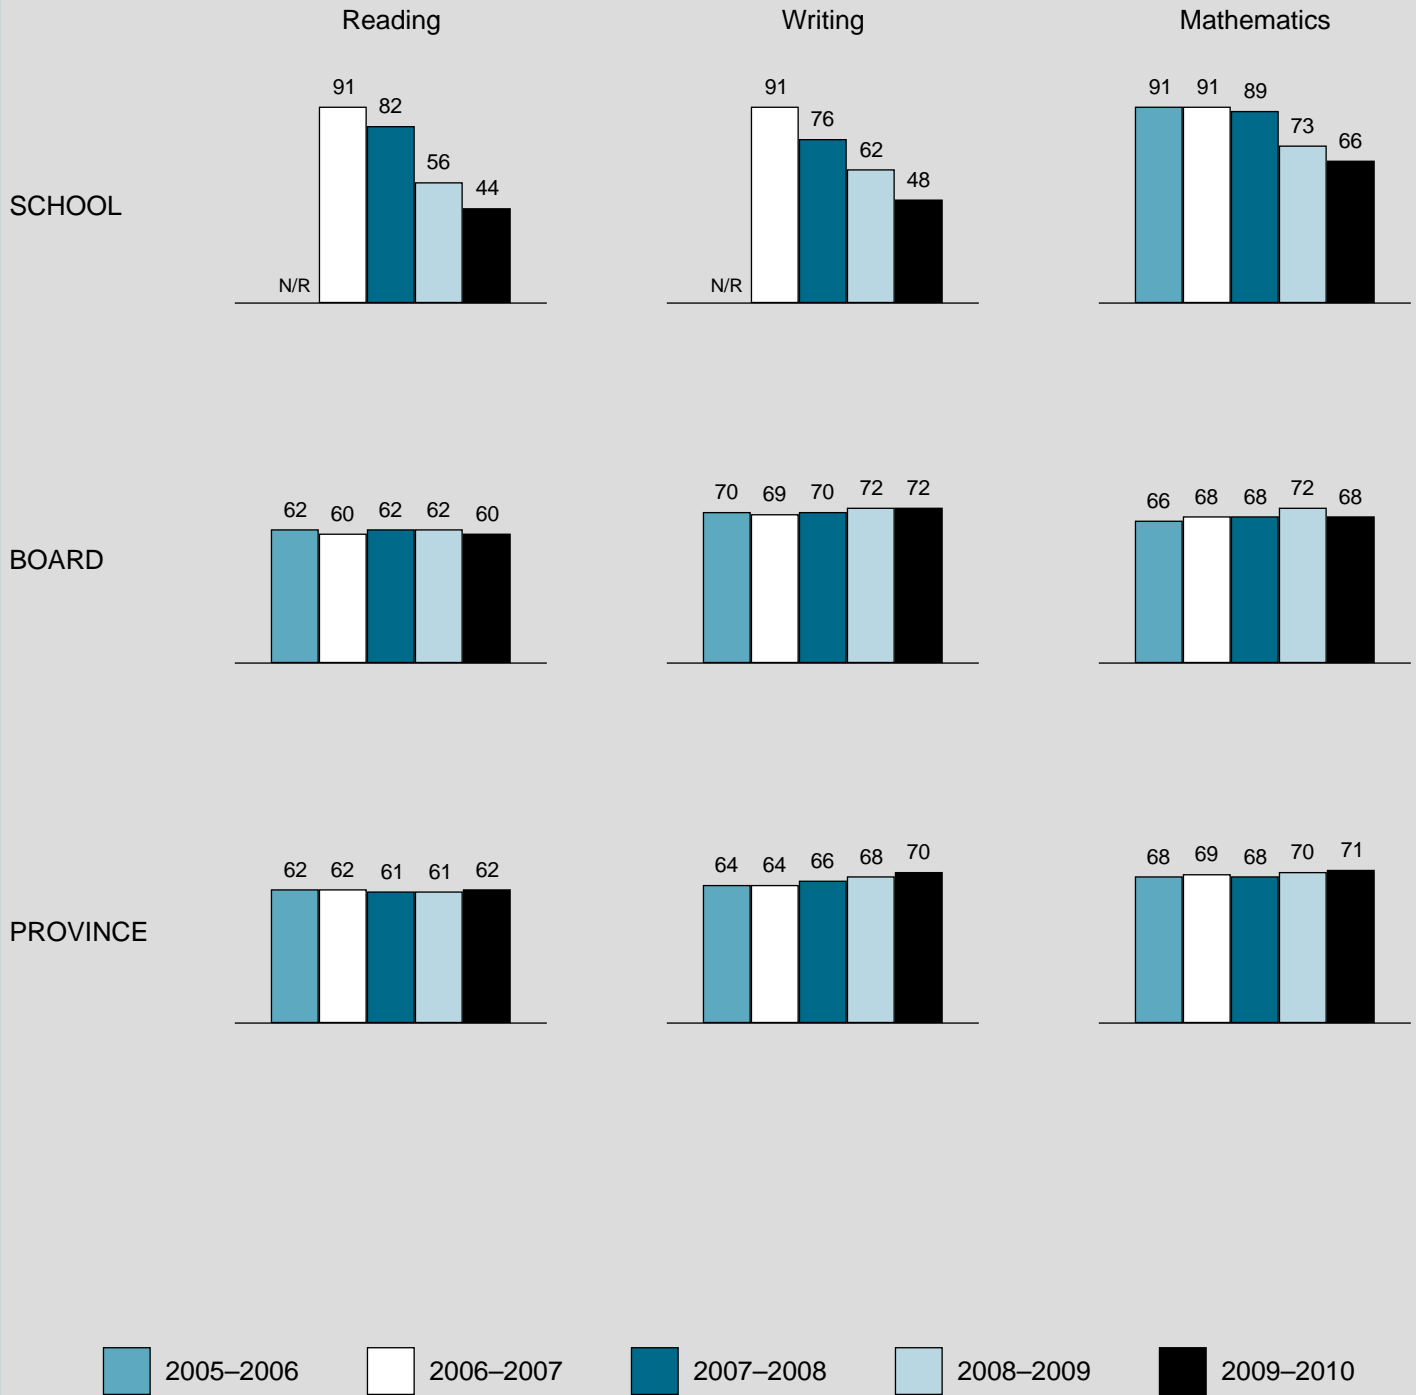 Reading Writing Mathematics
91 82 56 44 N/R
91 76 62 48 N/R
91 91 89 73 66
SCHOOL
62 60 62 62 60
70 69 70 72 72
66 68 68 72 68
BOARD
62 62 61 61 62
64 64 66 68 70
68 69 68 70 71
PROVINCE
2005–2006 2006–2007 2007–2008 2008–2009 2009–2010